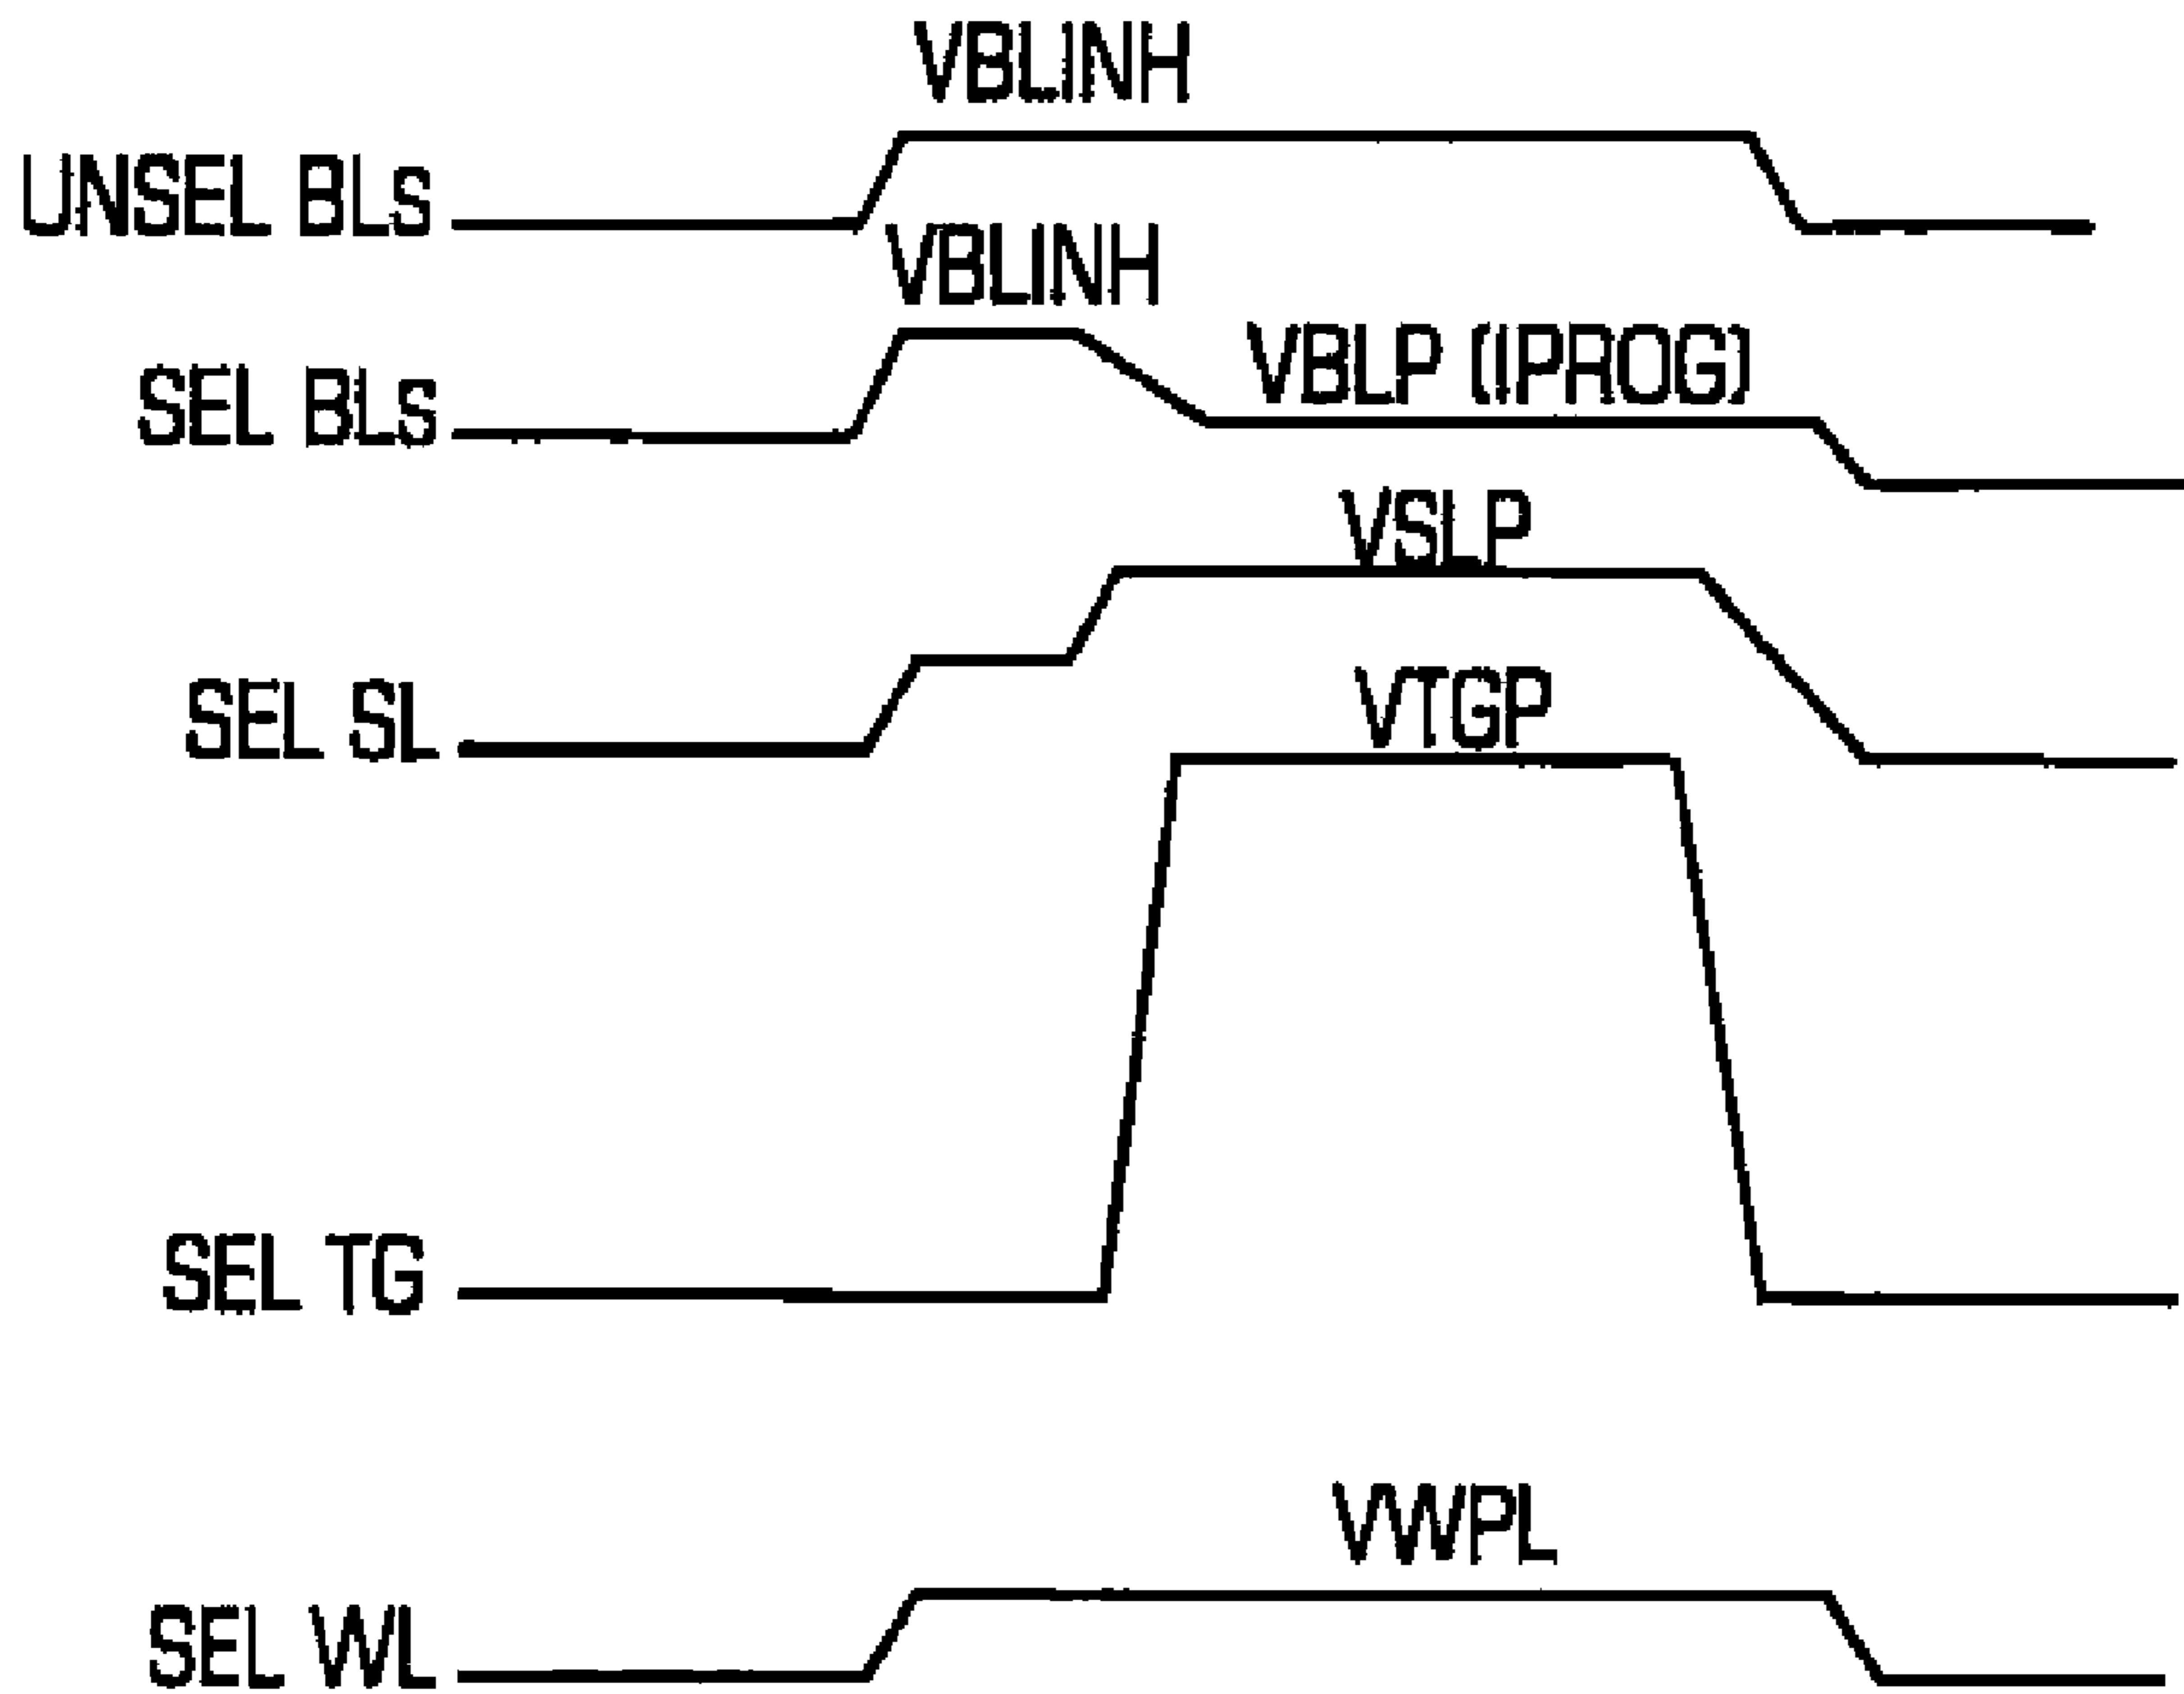 VBLINH
UNSEL BLs
VBLINH
VBLP (IPROG)
SEL BLs
VSLP
SEL SL
VTGP
SEL TG
VWPL
SEL WL